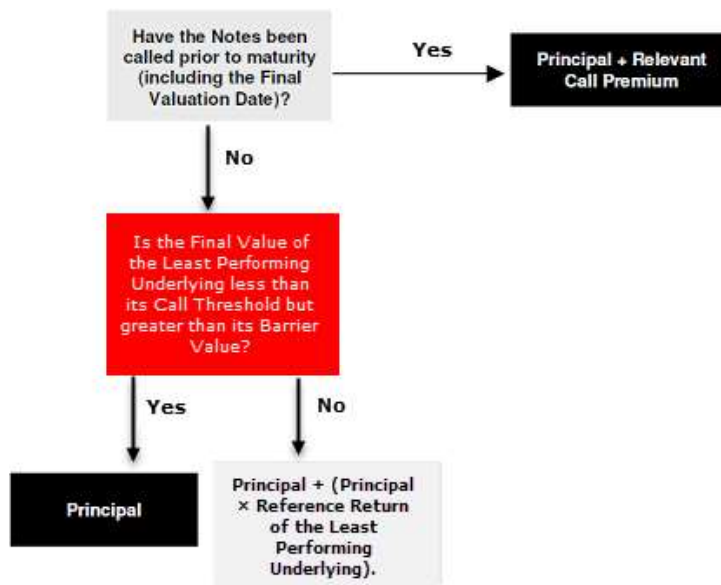 Have the Notes been
called prior to maturity
(including the Final
Valuation Date)?
Yes
Principal + Relevant
Call Premium
No
Is the Final Value of
the Least Performing
Underlying less than
its Call Threshold but
greater than its Barrier
Value?
Yes
No
Principal
Principal + (Principal
× Reference Return
of the Least
Performing
Underlying).